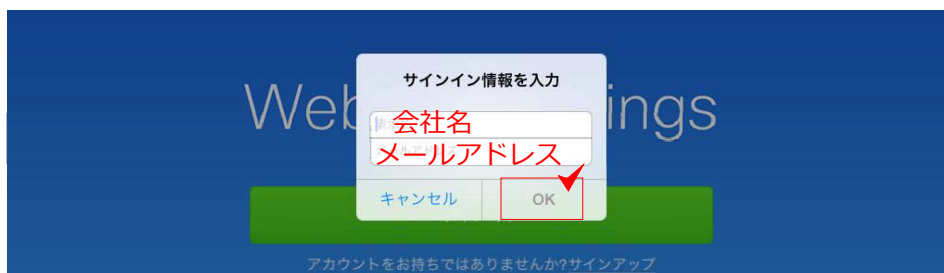 サインイン情報を入力
Web ings
会社名
メールアドレス
キャンセル OK
アカウントをお持ちではありませんか?サインアップ